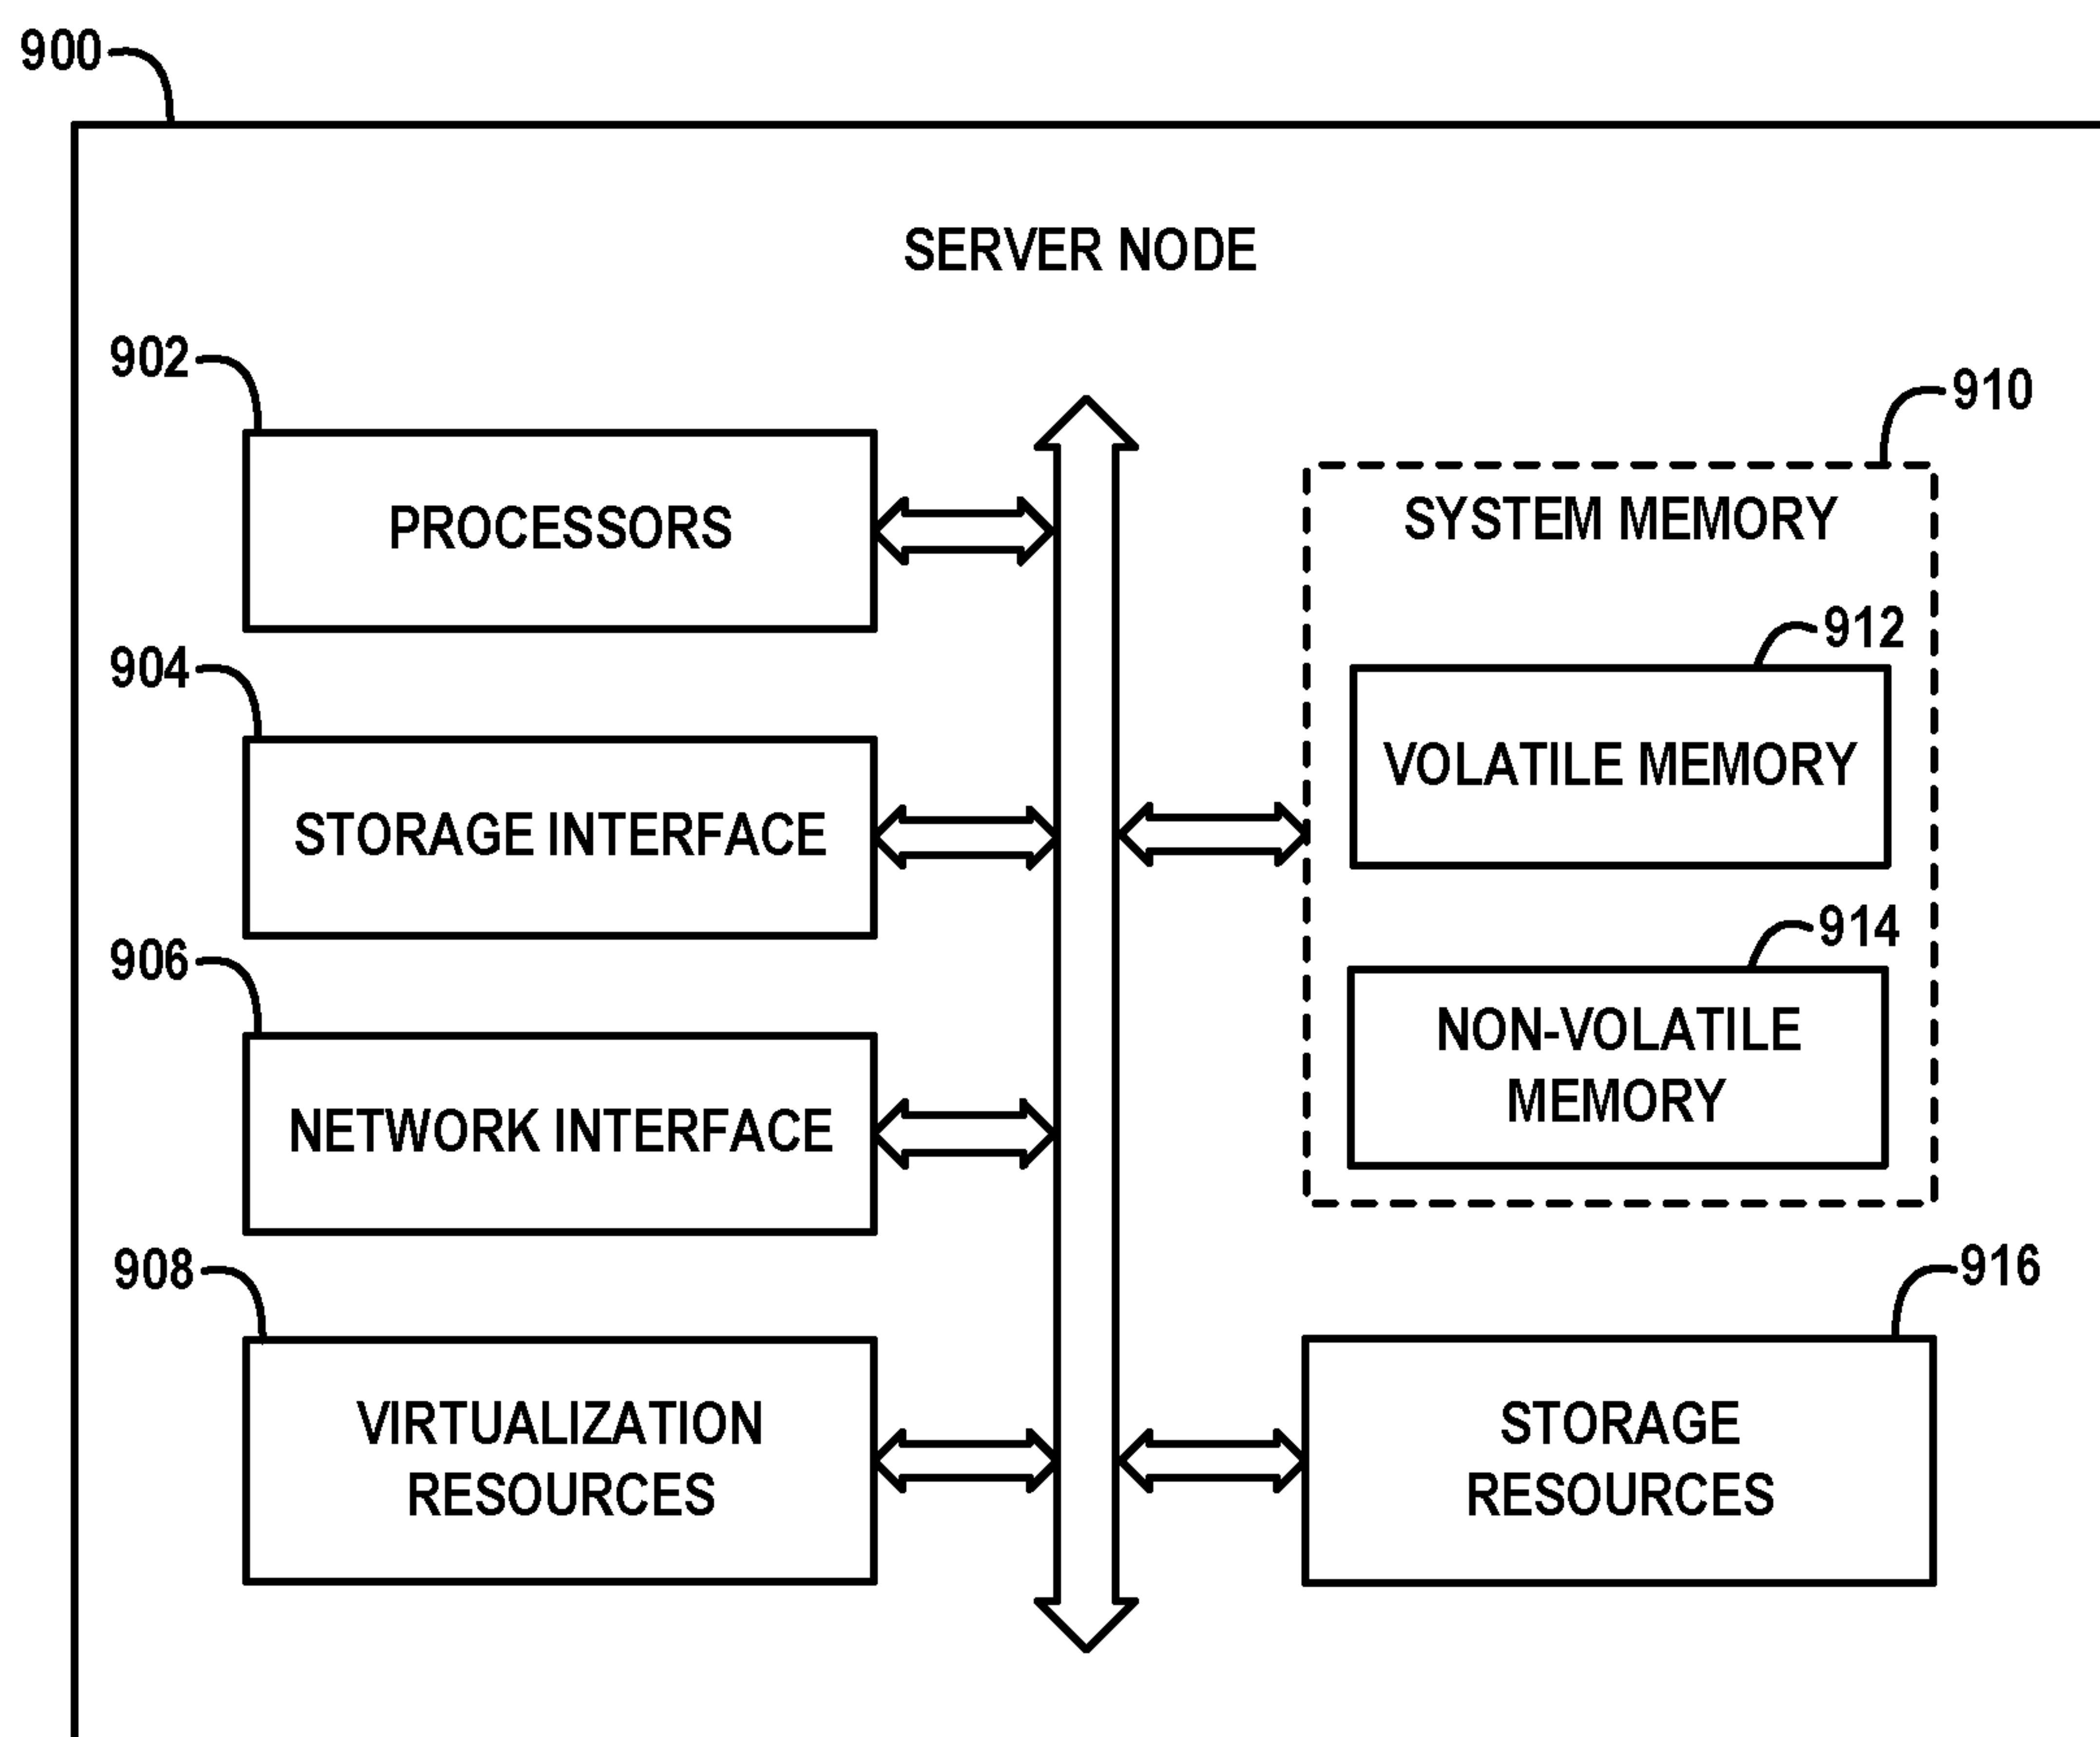 900
SERVER NODE
902
PROCESSORS
904
STORAGE INTERFACE
906
NETWORK INTERFACE
908
VIRTUALIZATION
RESOURCES
910
SYSTEM MEMORY
912
VOLATILE MEMORY
914
NON-VOLATILE
MEMORY
916
STORAGE
RESOURCES